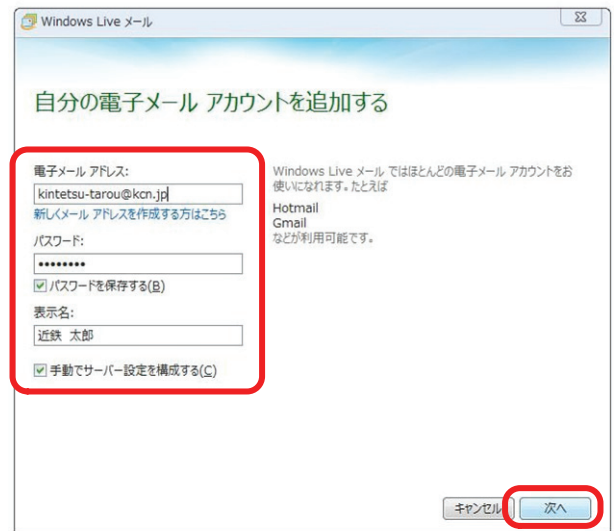 Windows Live メール
自分の電子メール アカウントを追加する
電子メール アドレス:
kintetsu-tarou@kcn.jp
新しくメール アドレスを作成する方はこちら
パスワード:
••••••••
パスワードを保存する(B)
表示名:
近鉄 太郎
手動でサーバー設定を構成する(C)
Windows Live メール ではほとんどの電子メール アカウントをお
使いになれます。たとえば
Hotmail
Gmail
などが利用可能です。
キャンセル
次へ